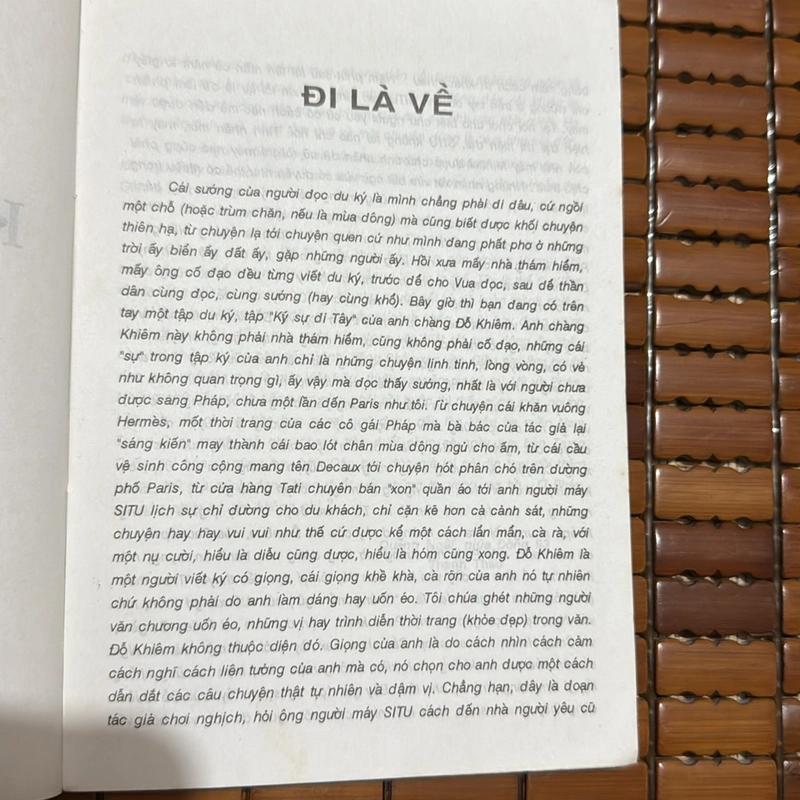 ĐI LÀ VỀ
Cái sướng của người đọc du ký là mình chẳng phải đi đâu, cứ ngồi
một chỗ (hoặc trùm chăn, nếu là mùa đông) mà cũng biết được khối chuyện
thiên hạ, từ chuyện lạ tới chuyện quen cứ như mình đang phất phơ ở những
trời ấy biển ấy đất ấy, gặp những người ấy. Hồi xưa mấy nhà thám hiểm,
mấy ông cố đạo đều từng viết du ký, trước để cho Vua đọc, sau để thần
dân cùng đọc, cùng sướng (hay cùng khổ). Bây giờ thì bạn đang có trên
tay một tập du ký, tập "Ký sự đi Tây" của anh chàng Đỗ Khiêm. Anh chàng
Khiêm này không phải nhà thám hiểm, cũng không phải cố đạo, những cái
"sự" trong tập ký của anh chỉ là những chuyện linh tinh, lòng vòng, có vẻ
như không quan trọng gì, ấy vậy mà đọc thấy sướng, nhất là với người chưa
được sang Pháp, chưa một lần đến Paris như tôi. Từ chuyện cái khăn vuông
Hermès, mốt thời trang của các cô gái Pháp mà bà bác của tác giả lại
"sáng kiến" may thành cái bao lót chân mùa đông ngủ cho ấm, từ cái cầu
vệ sinh công cộng mang tên Decaux tới chuyện hót phân chó trên đường
phố Paris, từ cửa hàng Tati chuyên bán "xon" quần áo tới anh người máy
SITU lịch sự chỉ đường cho du khách, chỉ cặn kẽ hơn cả cảnh sát, những
chuyện hay hay vui vui như thế cứ được kể một cách lẩn mẩn, cà rà, với
một nụ cười, hiểu là diễu cũng được, hiểu là hóm cũng xong. Đỗ Khiêm là
một người viết ký có giọng, cái giọng khề khà, cà rỡn của anh nó tự nhiên
chứ không phải do anh làm dáng hay uốn éo. Tôi chúa ghét những người
văn chương uốn éo, những vị hay trình diễn thời trang (khỏe đẹp) trong văn.
Đỗ Khiêm không thuộc diện đó. Giọng của anh là do cách nhìn cách cảm
cách nghĩ cách liên tưởng của anh mà có, nó chọn cho anh được một cách
dẫn dắt các câu chuyện thật tự nhiên và đậm vị. Chẳng hạn, đây là đoạn
tác giả chơi nghịch, hỏi ông người máy SITU cách đến nhà người yêu cũ